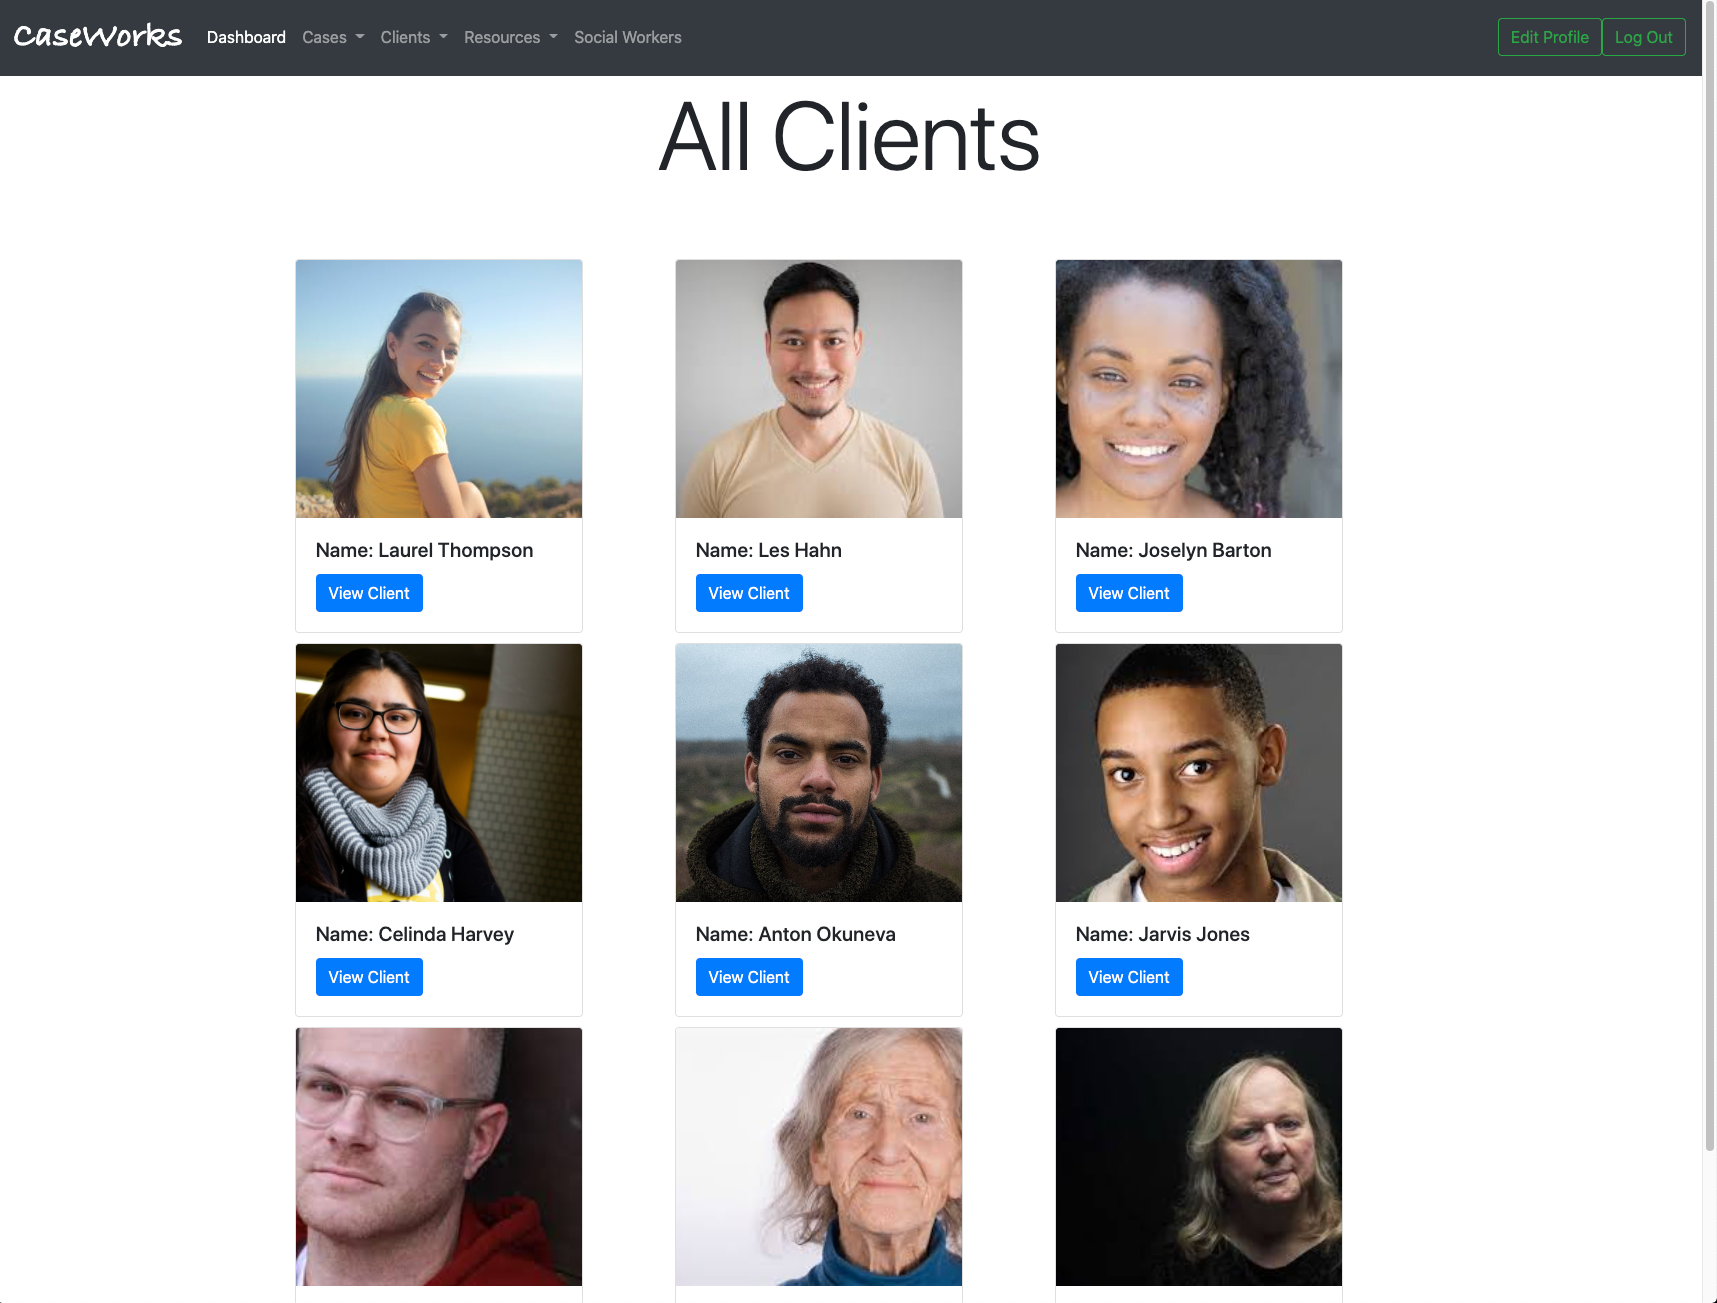 CaseWorks Dashboard Cases Clients Resources Social Workers Edit Profile Log Out
All Clients
Name: Laurel Thompson
View Client
Name: Les Hahn
View Client
Name: Joselyn Barton
View Client
Name: Celinda Harvey
View Client
Name: Anton Okuneva
View Client
Name: Jarvis Jones
View Client